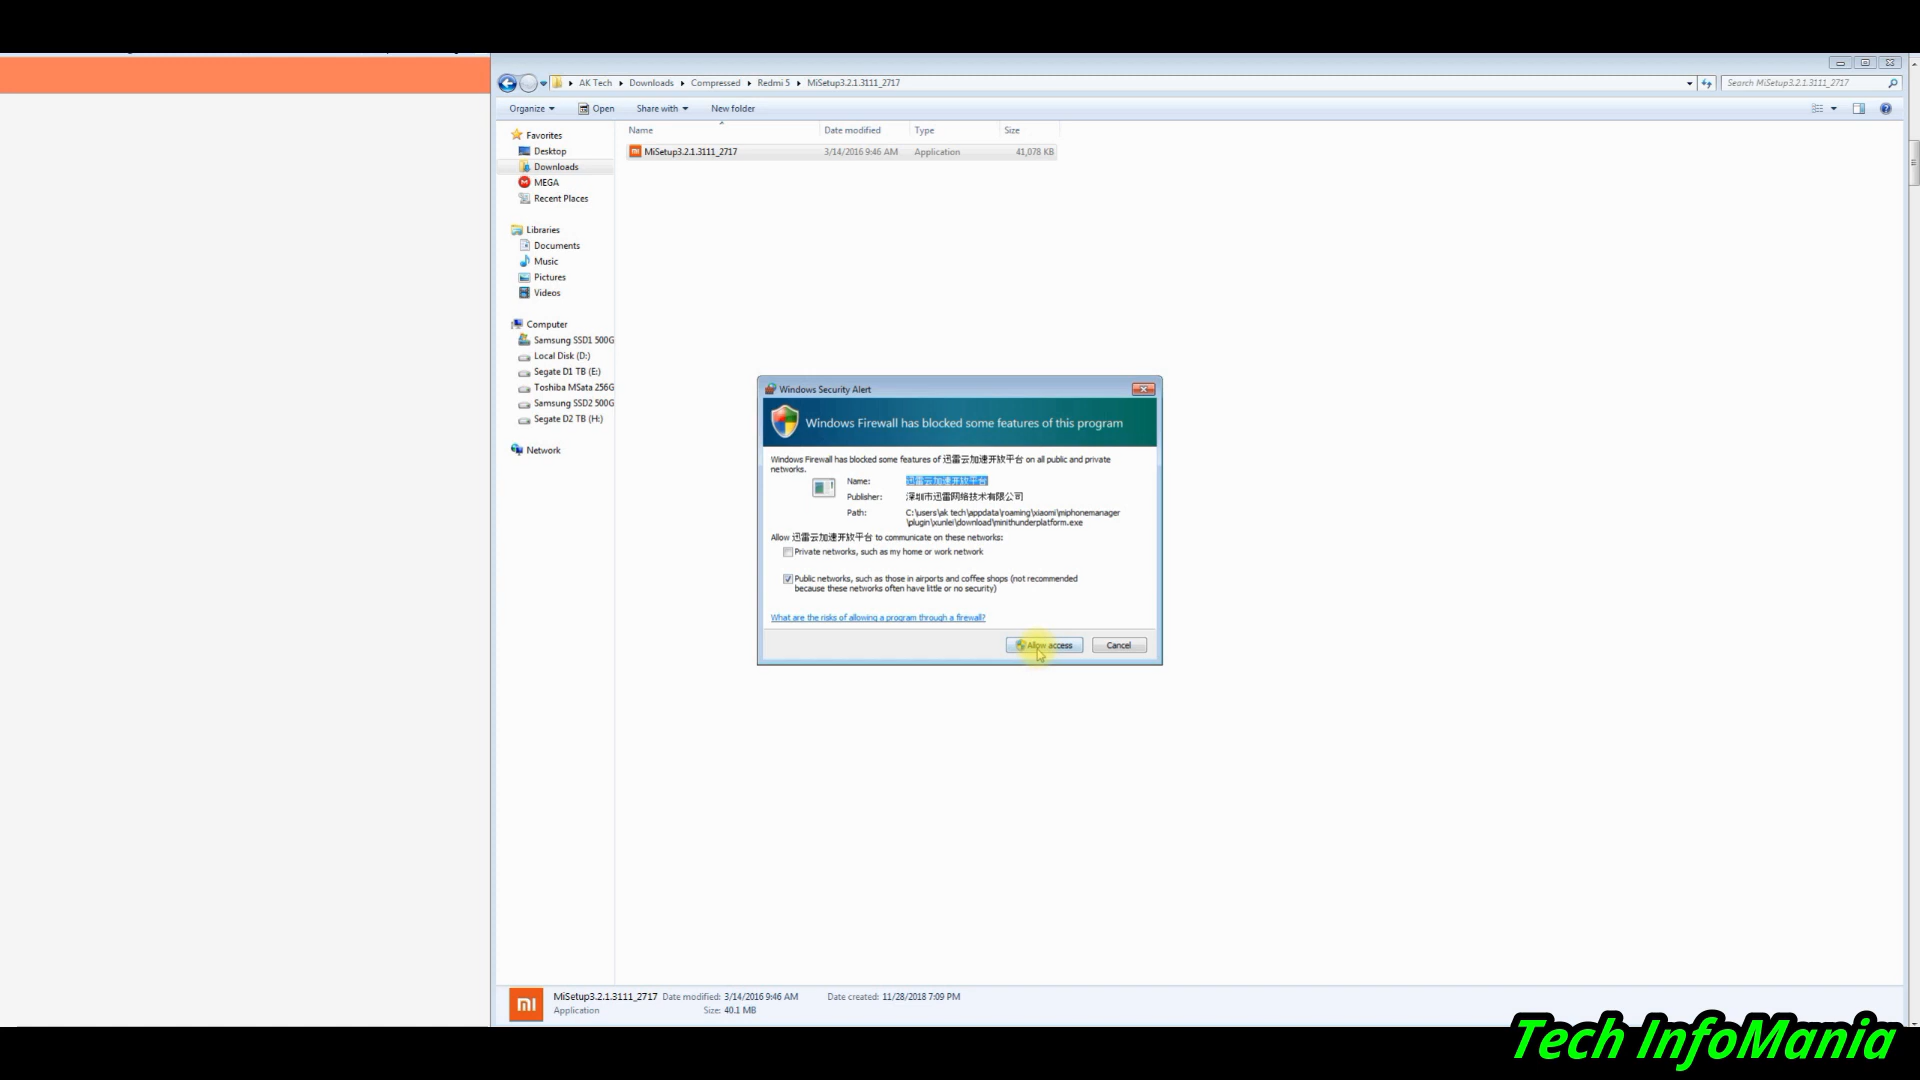 AK Tech Downloads Compressed Redmi 5 MiSetup3.2.1.3111_2717
Search MiSetup3.2.1.3111_2717
Organize Open Share with New folder
Name Date modified Type Size
MiSetup3.2.1.3111_2717 3/14/2016 9:46 AM Application 41,078 KB
Favorites
Desktop
Downloads
MEGA
Recent Places
Libraries
Documents
Music
Pictures
Videos
Computer
Samsung SSD1 500G
Local Disk (D:)
Segate D1 TB (E:)
Toshiba MSata 256G
Samsung SSD2 500G
Segate D2 TB (H:)
Network
Windows Security Alert
Windows Firewall has blocked some features of this program
Windows Firewall has blocked some features of 迅雷云加速开放平台 on all public and private
networks.
Name: 迅雷云加速开放平台
Publisher: 深圳市迅雷网络技术有限公司
Path: C:\users\ak tech\appdata\roaming\xiaomi\miphonemanager
\plugin\xunlei\download\minithunderplatform.exe
Allow 迅雷云加速开放平台 to communicate on these networks:
Private networks, such as my home or work network
Public networks, such as those in airports and coffee shops (not recommended
because these networks often have little or no security)
What are the risks of allowing a program through a firewall?
Allow access Cancel
MiSetup3.2.1.3111_2717 Date modified: 3/14/2016 9:46 AM Date created: 11/28/2018 7:09 PM
Application Size: 40.1 MB
Tech InfoMania